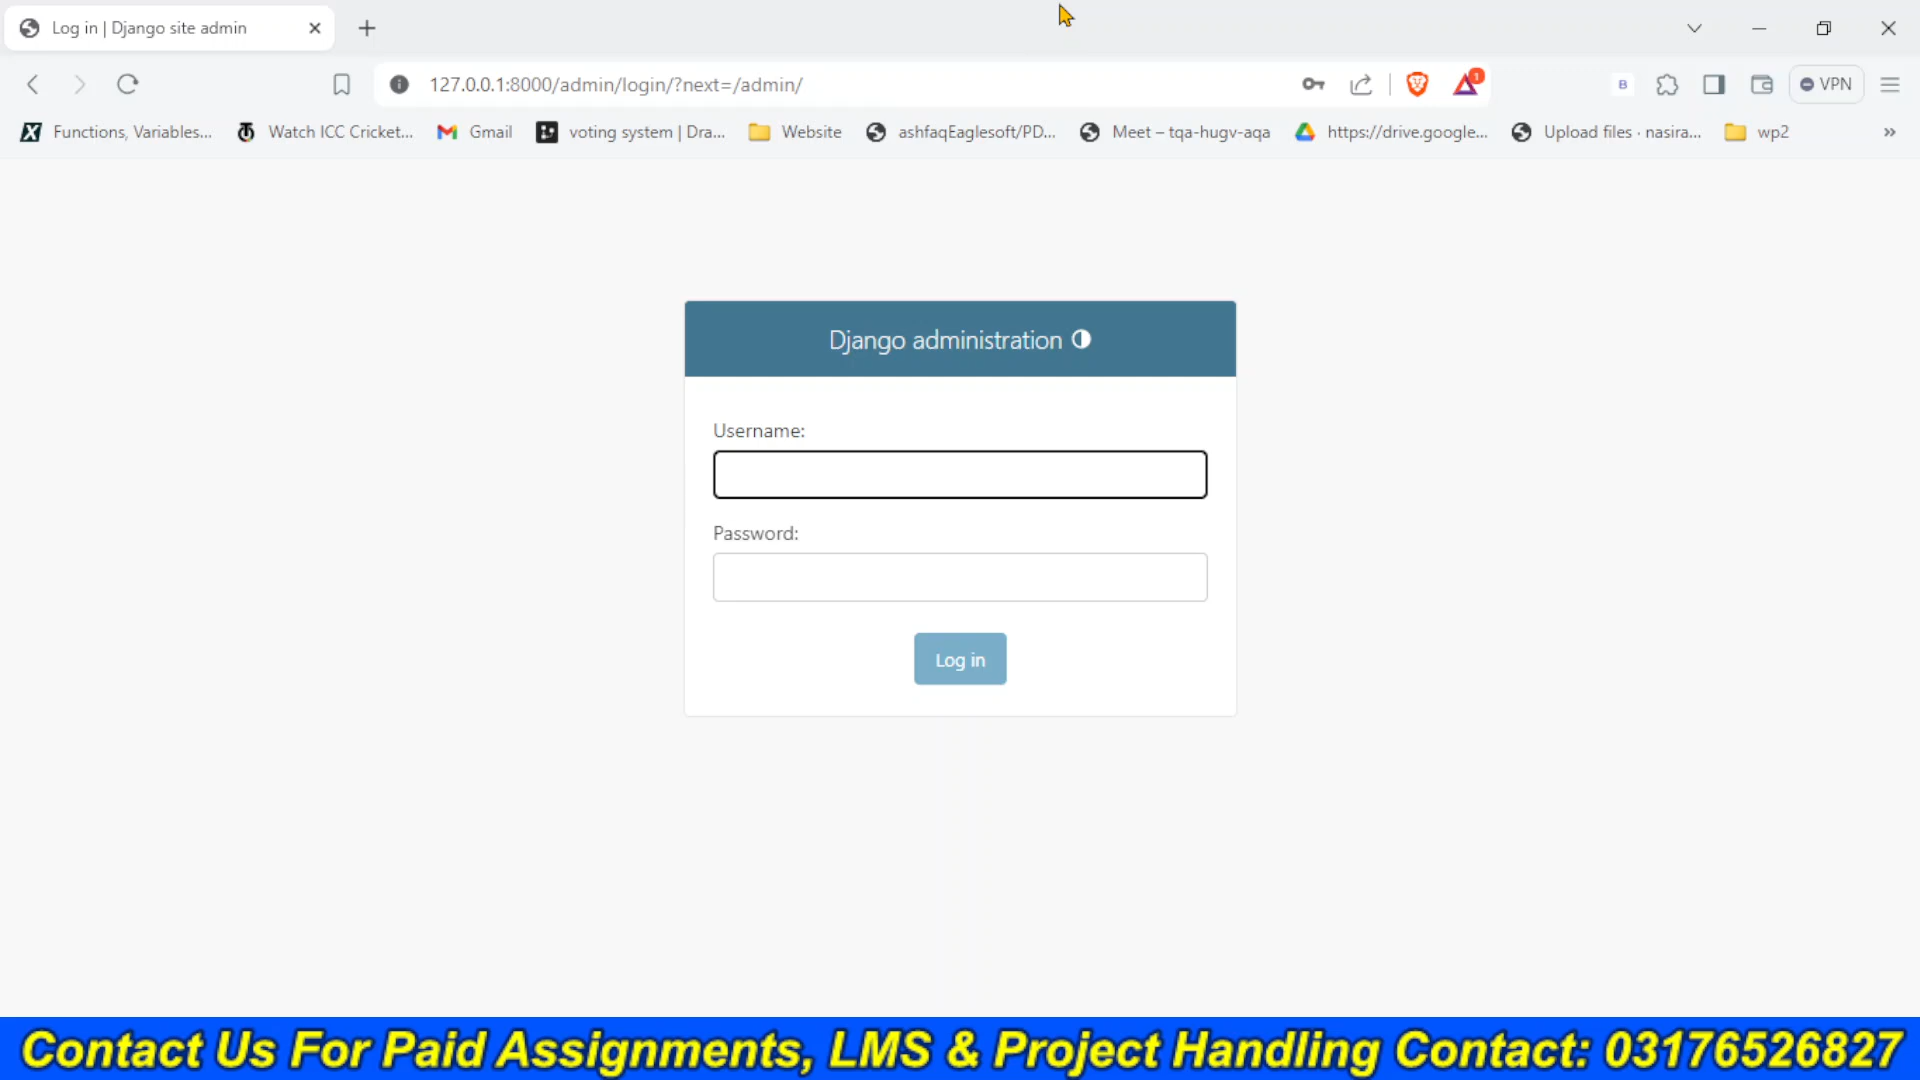 Log in | Django site admin
127.0.0.1:8000/admin/login/?next=/admin/
1
B
VPN
Functions, Variables...
Watch ICC Cricket...
Gmail
voting system | Dra...
Website
ashfaqEaglesoft/PD...
Meet – tqa-hugv-aqa
https://drive.google...
Upload files · nasira...
wp2
»
Django administration
Username:
Password:
Log in
Contact Us For Paid Assignments, LMS & Project Handling Contact: 03176526827